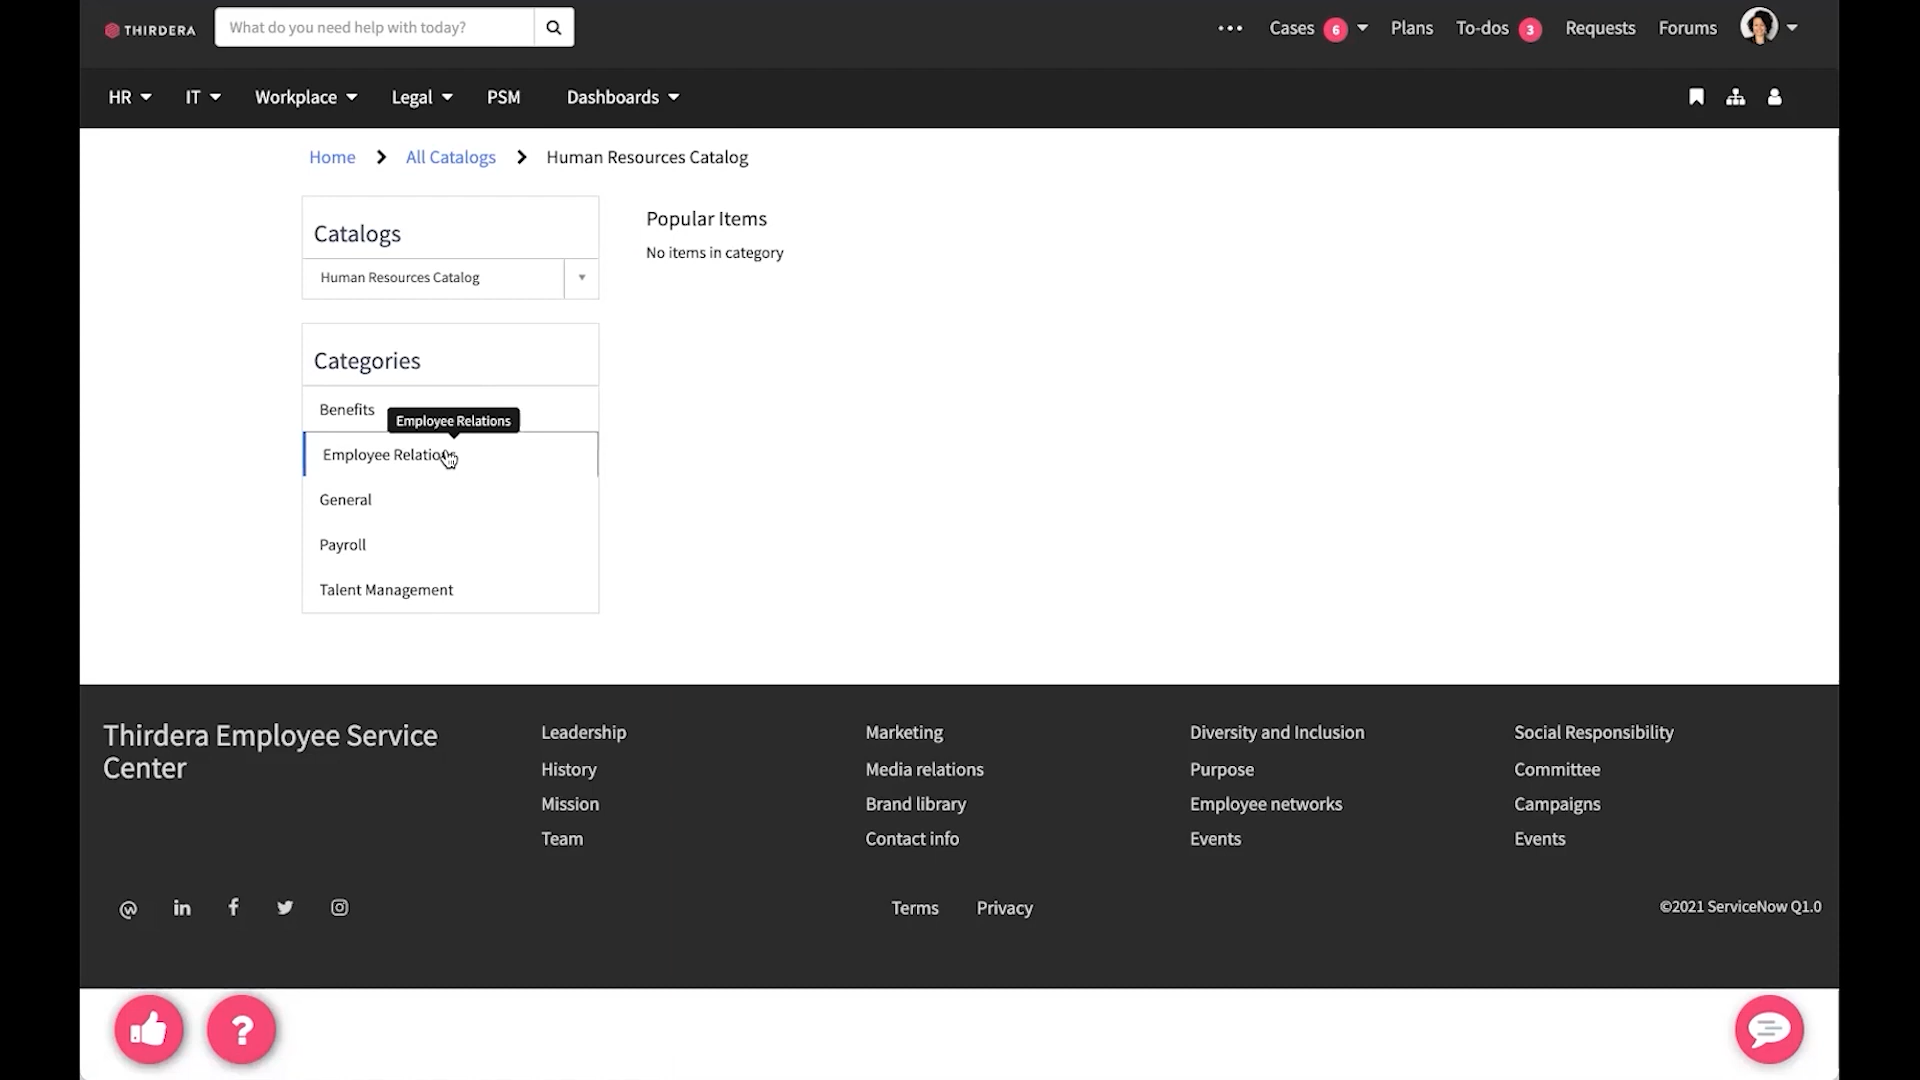 THIRDERA
What do you need help with today?
Cases 6
Plans
To-dos 3
Requests
Forums
HR
IT
Workplace
Legal
PSM
Dashboards
Home > All Catalogs > Human Resources Catalog
Catalogs
Human Resources Catalog
Popular Items
No items in category
Categories
Benefits
Employee Relations
Employee Relations
General
Payroll
Talent Management
Thirdera Employee Service
Center
Leadership
History
Mission
Team
Marketing
Media relations
Brand library
Contact info
Diversity and Inclusion
Purpose
Employee networks
Events
Social Responsibility
Committee
Campaigns
Events
Terms
Privacy
©2021 ServiceNow Q1.0